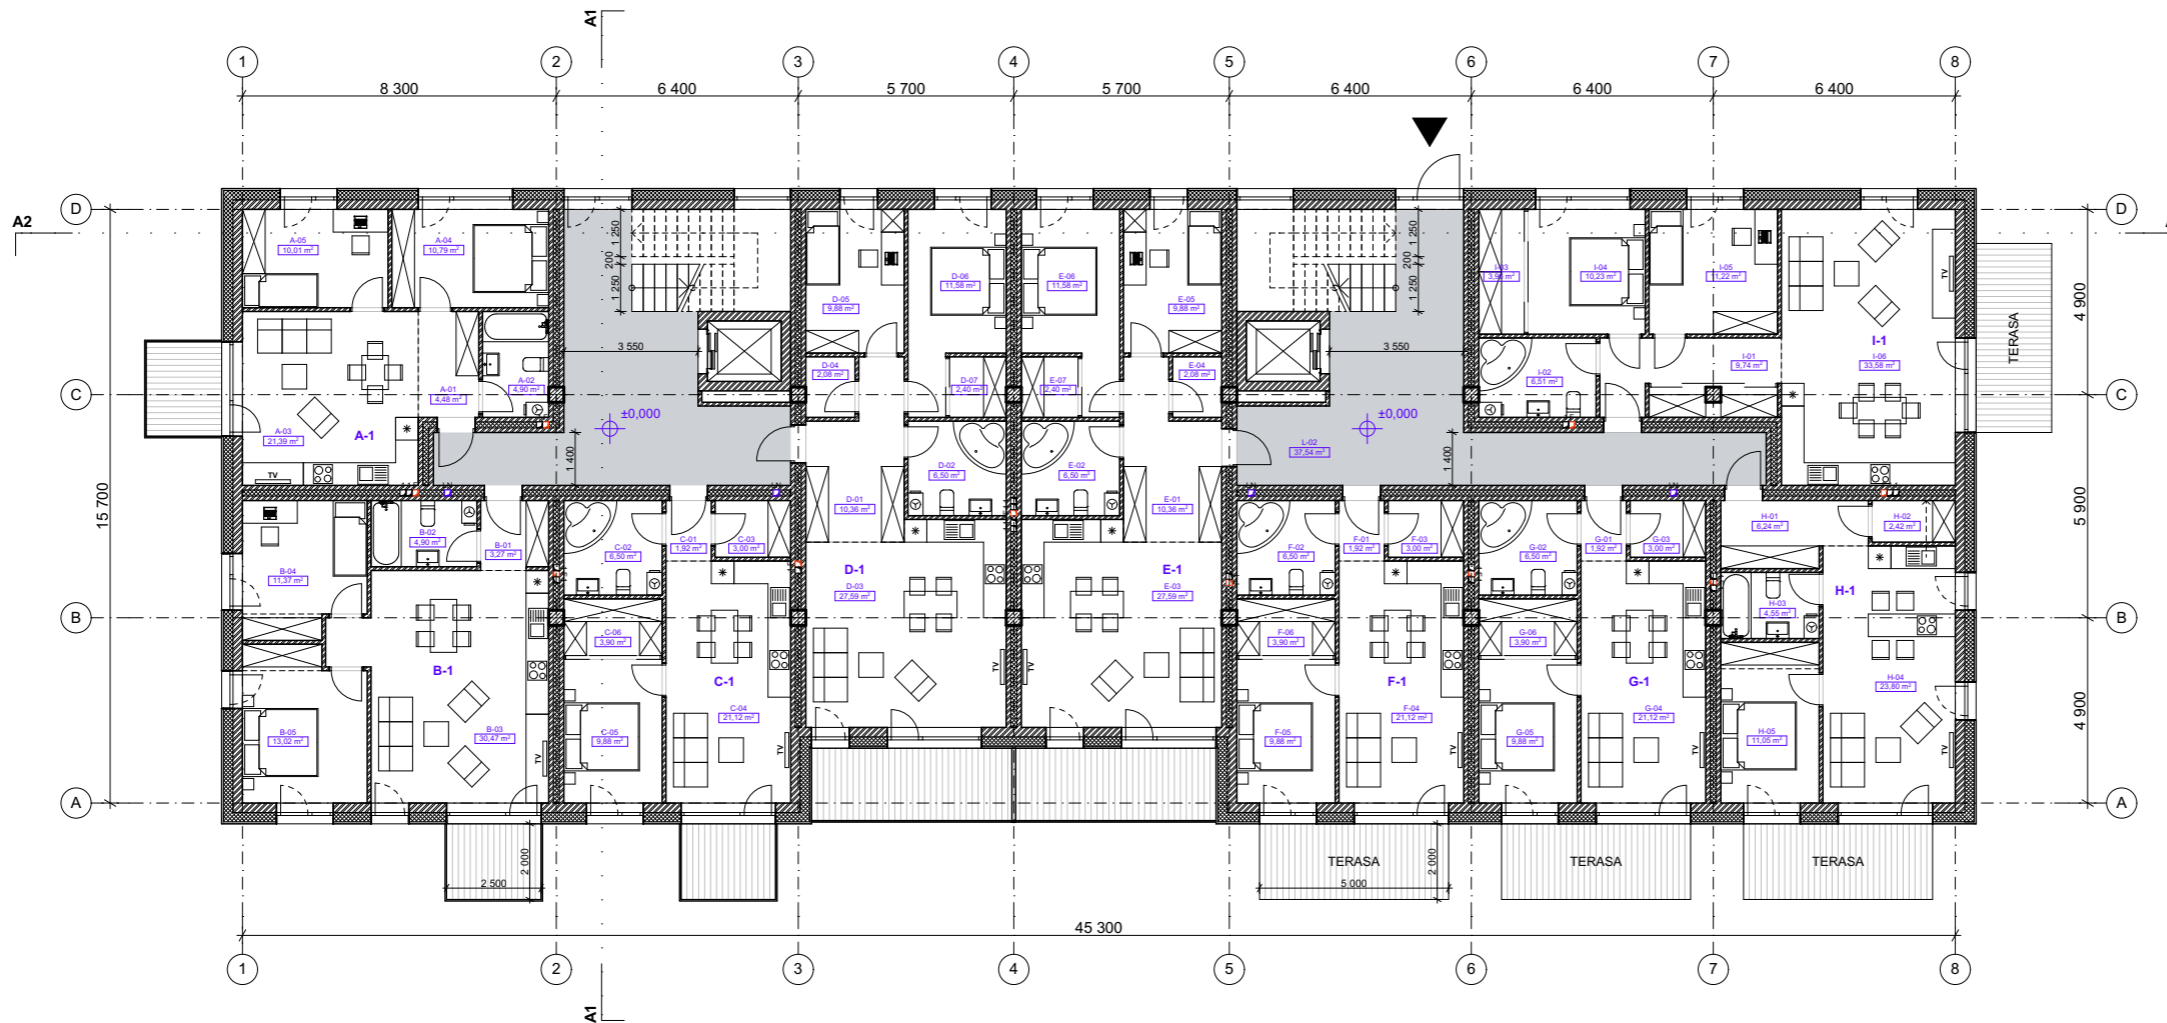 A1
1 2 3 4 5 6 7 8
8 300 6 400 5 700 5 700 6 400 6 400 6 400
A2
D D
C C
B B
A A
15 700
4 900
5 900
4 900
1 250
200
1 250
1 250
200
1 250
3 550
3 550
1 400
1 400
±0,000
±0,000
A-05
10,01 m²
A-04
10,79 m²
A-02
4,90 m²
A-01
4,48 m²
A-03
21,39 m²
A-1
TV
B-04
11,37 m²
B-02
4,90 m²
B-01
3,27 m²
B-1
B-05
13,02 m²
B-03
30,47 m²
TV
C-02
6,50 m²
C-01
1,92 m²
C-03
3,00 m²
C-06
3,90 m²
C-1
C-05
9,88 m²
C-04
21,12 m²
TV
D-05
9,88 m²
D-06
11,58 m²
D-04
2,08 m²
D-07
2,40 m²
D-02
6,50 m²
D-01
10,36 m²
D-1
D-03
27,59 m²
TV
E-06
11,58 m²
E-05
9,88 m²
E-07
2,40 m²
E-04
2,08 m²
E-02
6,50 m²
E-01
10,36 m²
E-1
E-03
27,59 m²
TV
L-02
37,54 m²
F-02
6,50 m²
F-01
1,92 m²
F-03
3,00 m²
F-06
3,90 m²
F-1
F-05
9,88 m²
F-04
21,12 m²
TV
G-02
6,50 m²
G-01
1,92 m²
G-03
3,00 m²
G-06
3,90 m²
G-1
G-05
9,88 m²
G-04
21,12 m²
TV
H-01
6,24 m²
H-02
2,42 m²
H-03
4,55 m²
H-1
H-04
23,80 m²
H-05
11,05 m²
TV
I-03
I-04
10,23 m²
I-05
11,22 m²
I-02
6,51 m²
I-01
9,74 m²
I-1
I-06
33,58 m²
TV
TERASA
TERASA
TERASA
TERASA
2 500
2 000
5 000
2 000
45 300
1 2 3 4 5 6 7 8
A1